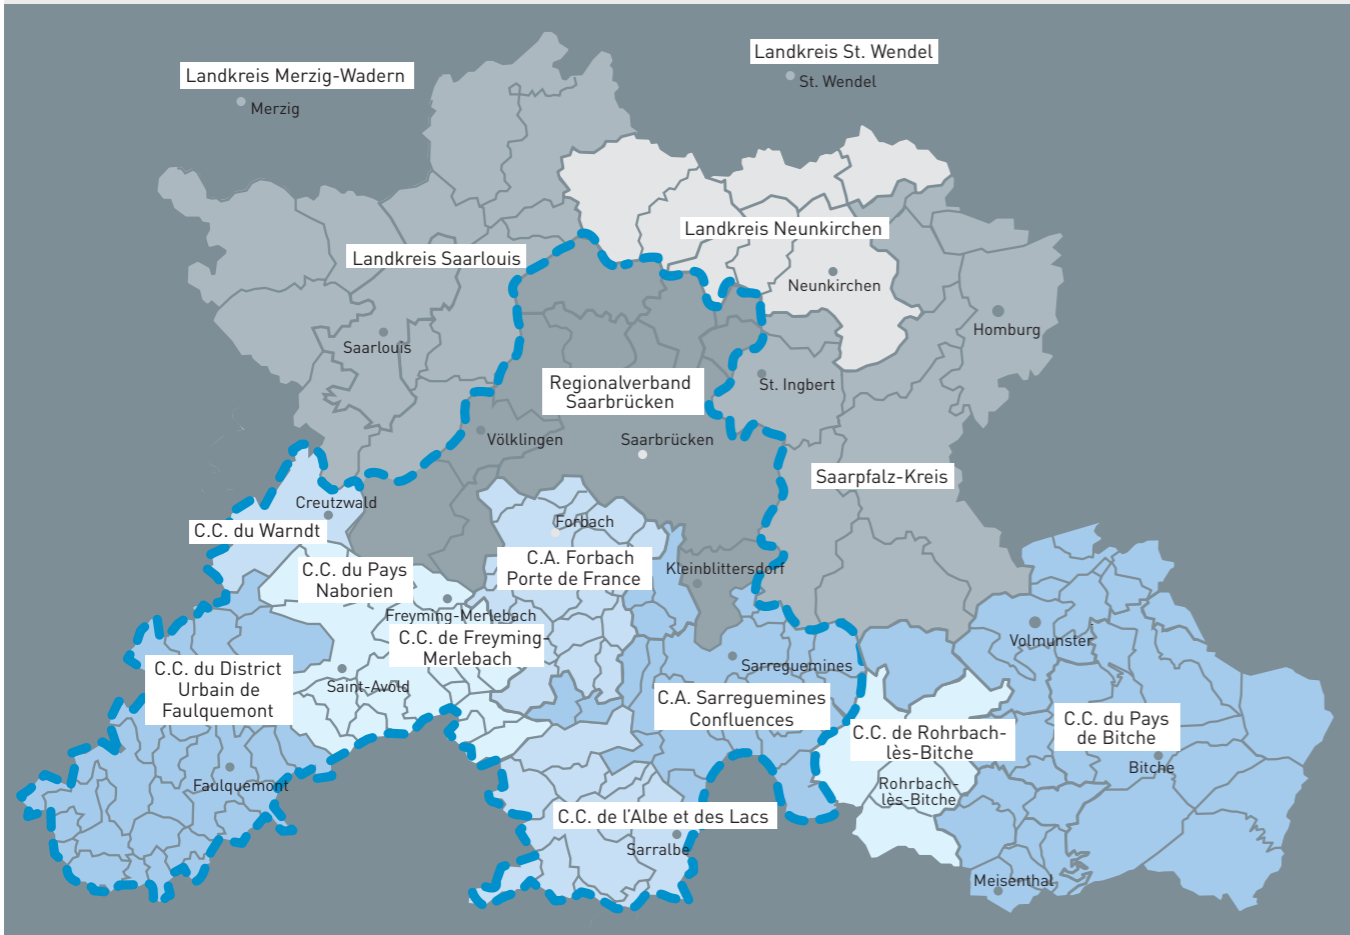 Landkreis St. Wendel
St. Wendel
Landkreis Merzig-Wadern
Merzig
Landkreis Neunkirchen
Neunkirchen
Landkreis Saarlouis
Saarlouis
Homburg
Regionalverband
Saarbrücken
St. Ingbert
Völklingen
Saarbrücken
Saarpfalz-Kreis
Creutzwald
C.C. du Warndt
Forbach
C.A. Forbach
Porte de France
C.C. du Pays
Naborien
Kleinblittersdorf
Freyming-Merlebach
C.C. de Freyming-
Merlebach
Volmunster
C.C. du District
Urbain de
Faulquemont
Saint-Avold
Sarreguemines
C.A. Sarreguemines
Confluences
C.C. de Rohrbach-
lès-Bitche
C.C. du Pays
de Bitche
Bitche
Faulquemont
Rohrbach-
lès-Bitche
C.C. de l'Albe et des Lacs
Sarralbe
Meisenthal